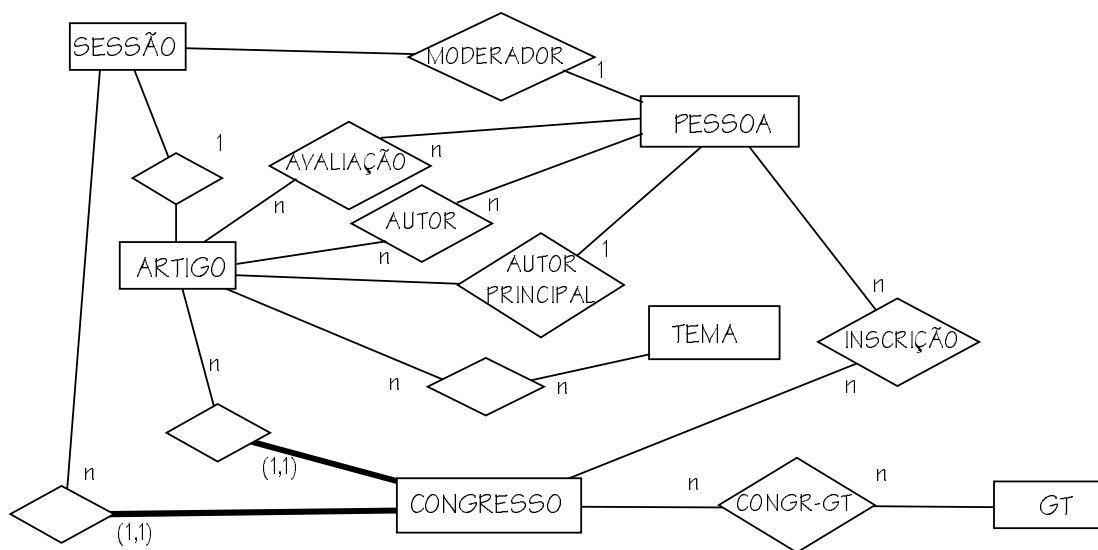 SESSÃO
MODERADOR
1
PESSOA
1
AVALIAÇÃO
n
n
AUTOR
n
n
1
ARTIGO
AUTOR
PRINCIPAL
n
TEMA
INSCRIÇÃO
n
n
n
n
(1,1)
n
n
n
CONGRESSO
CONGR-GT
GT
(1,1)